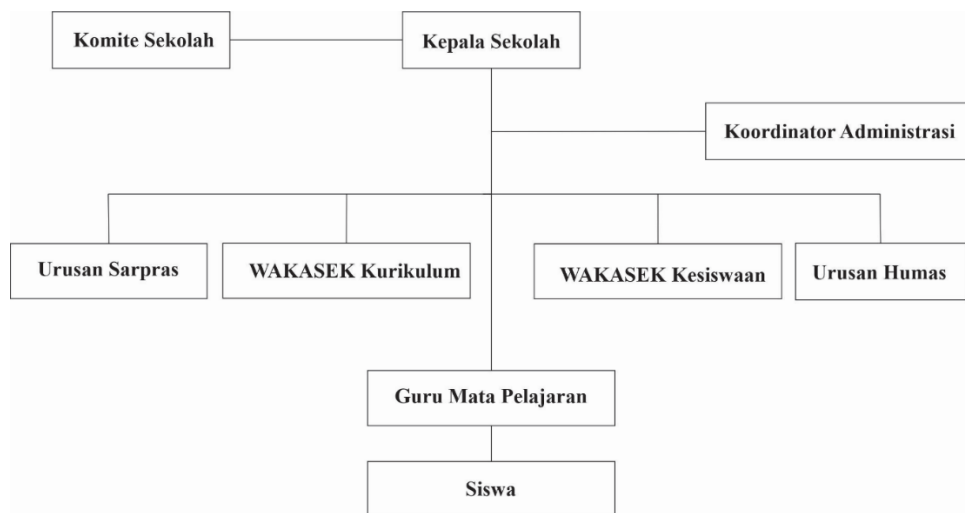 Komite Sekolah
Kepala Sekolah
Koordinator Administrasi
Urusan Sarpras
WAKASEK Kurikulum
WAKASEK Kesiswaan
Urusan Humas
Guru Mata Pelajaran
Siswa